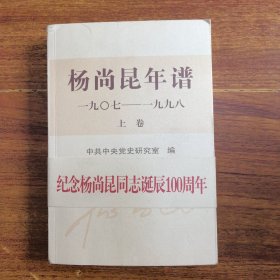 杨尚昆年谱
一九〇七——一九九八
上卷
中共中央党史研究室 编
纪念杨尚昆同志诞辰100周年